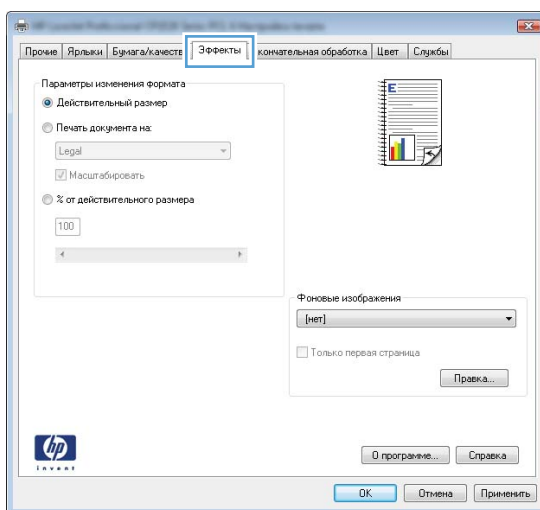 Прочие Ярлыки Бумага/качеств Эффекты кончательная обработка Цвет Службы
Параметры изменения формата
Действительный размер
Печать документа на:
Legal
Масштабировать
% от действительного размера
100
E
Фоновые изображения
[нет]
Только первая страница
Правка...
hp
invent
О программе... Справка
OK Отмена Применить